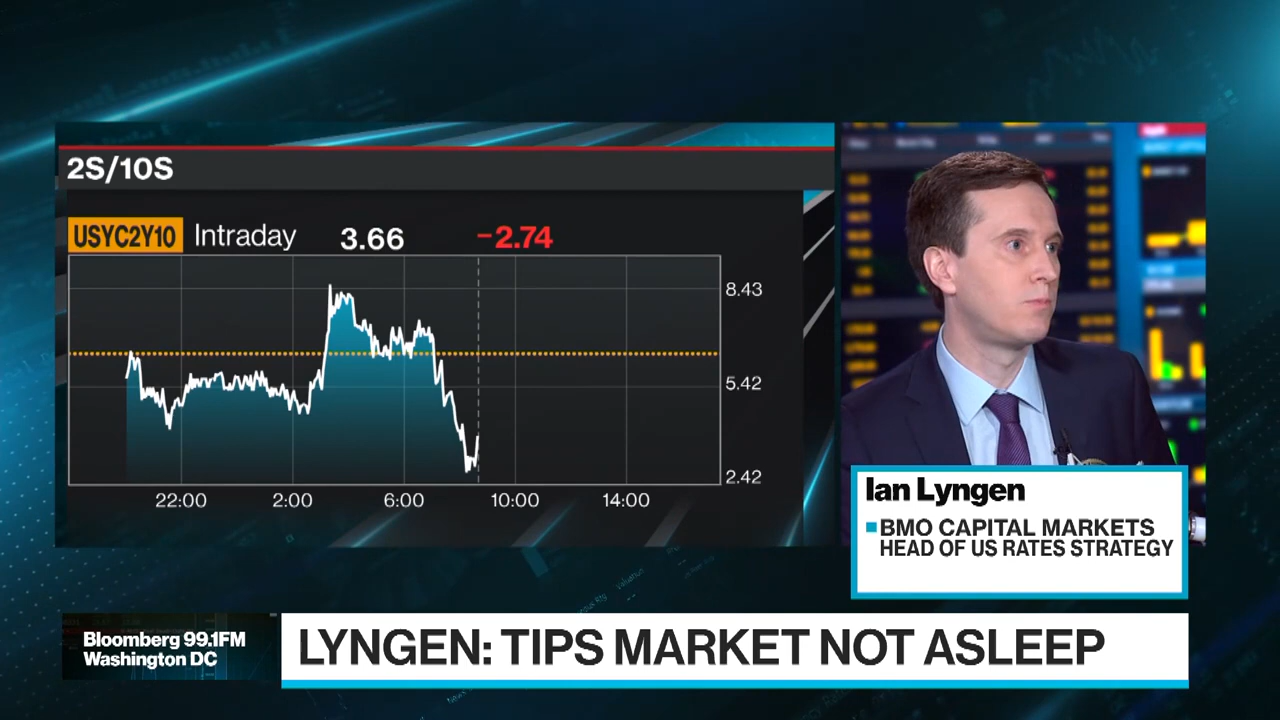 2S/10S
USYC2Y10 Intraday 3.66 -2.74
8.43
5.42
2.42
22:00 2:00 6:00 10:00 14:00
Ian Lyngen
BMO CAPITAL MARKETS
HEAD OF US RATES STRATEGY
Bloomberg 99.1FM
Washington DC
LYNGEN: TIPS MARKET NOT ASLEEP